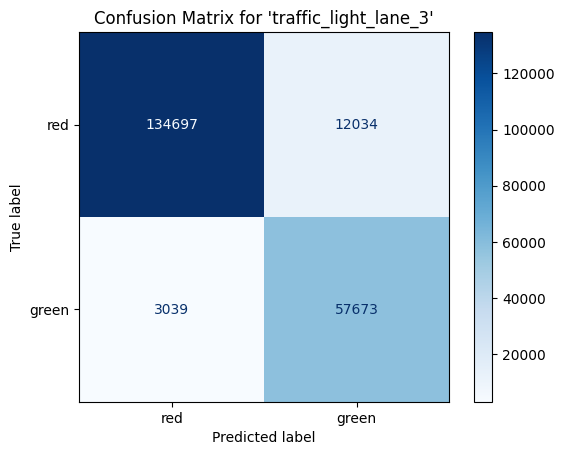 Confusion Matrix for 'traffic_light_lane_3'
True label
red
134697 12034
green
3039 57673
red green
Predicted label
120000
100000
80000
60000
40000
20000